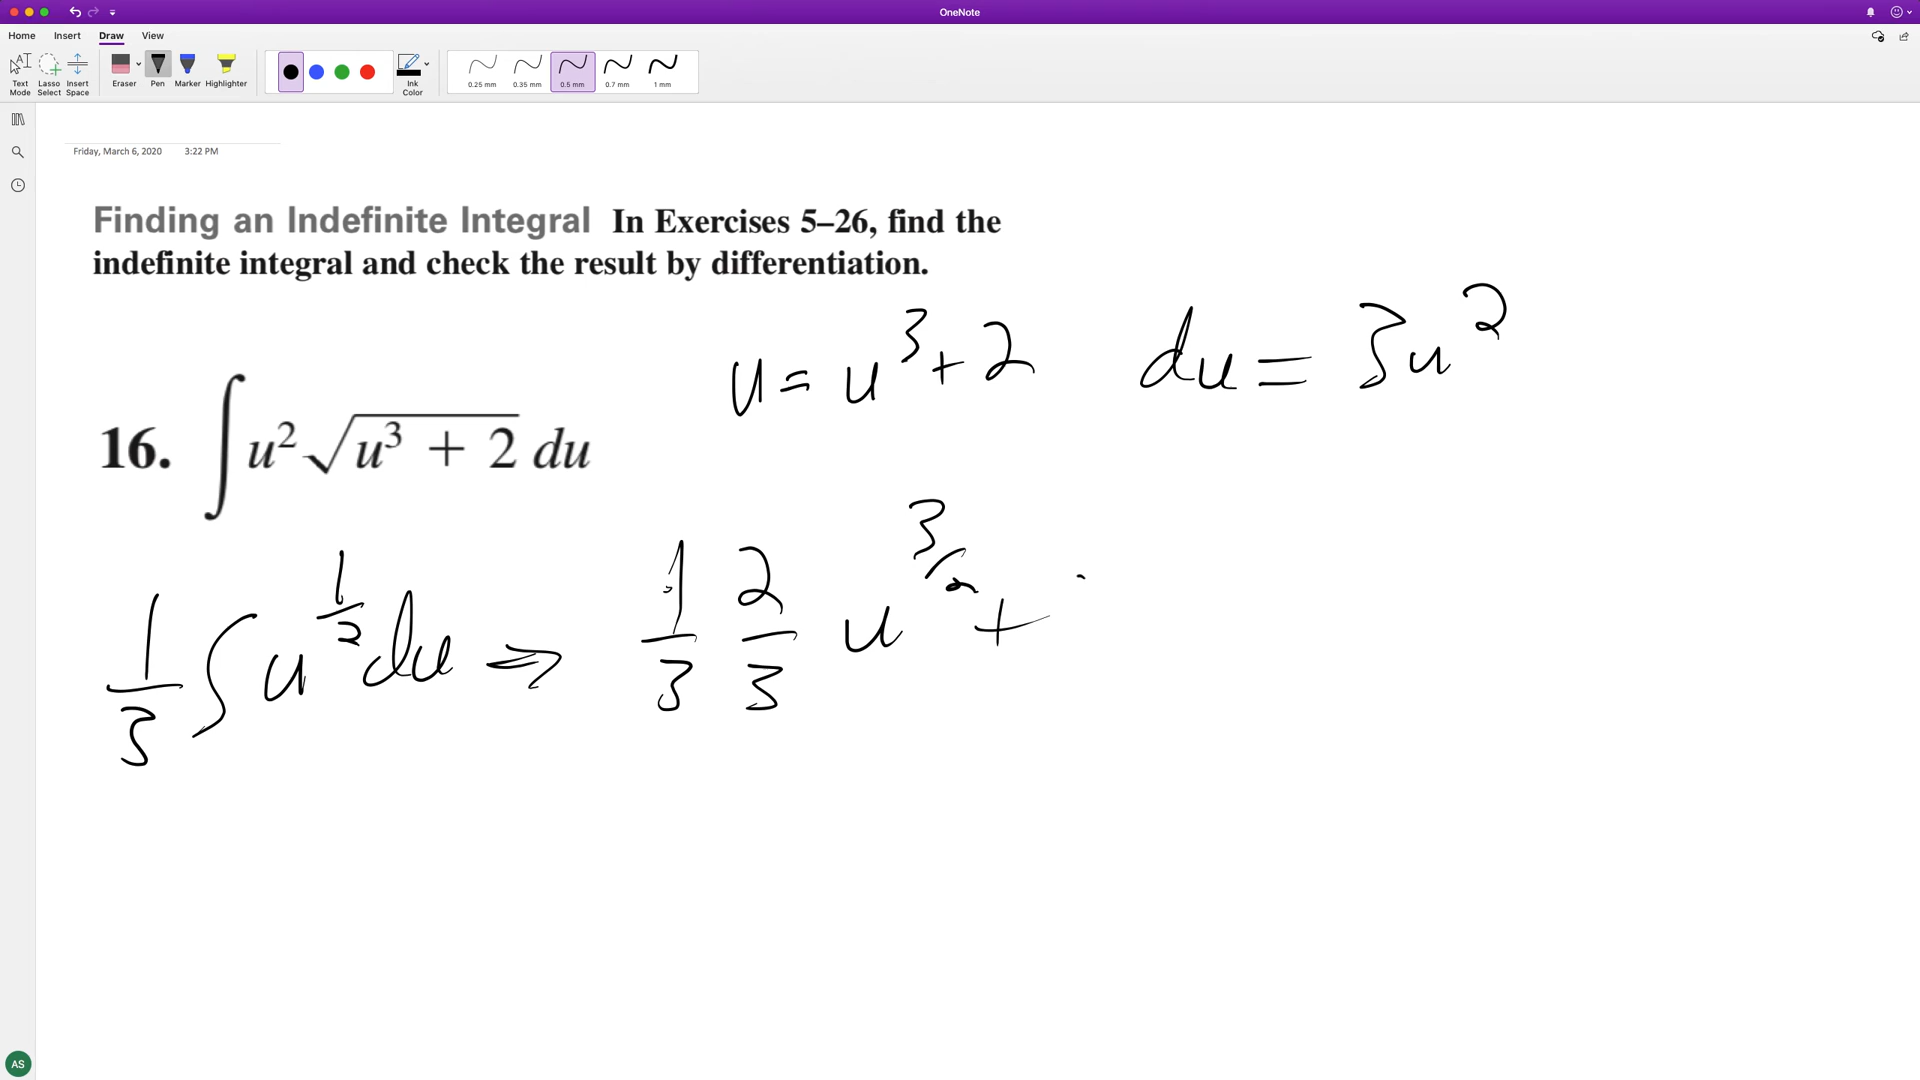 OneNote
Home Insert Draw View
Text Mode Lasso Select Insert Space Eraser Pen Marker Highlighter Ink Color 0.25 mm 0.35 mm 0.5 mm 0.7 mm 1 mm
Friday, March 6, 2020 3:22 PM
Finding an Indefinite Integral In Exercises 5–26, find the
indefinite integral and check the result by differentiation.
u = u³ + 2 du = 3u²
16. ∫ u² √(u³ + 2) du
1/3 ∫ u^(1/2) du ⇒ 1/3 2/3 u^(3/2) +
AS